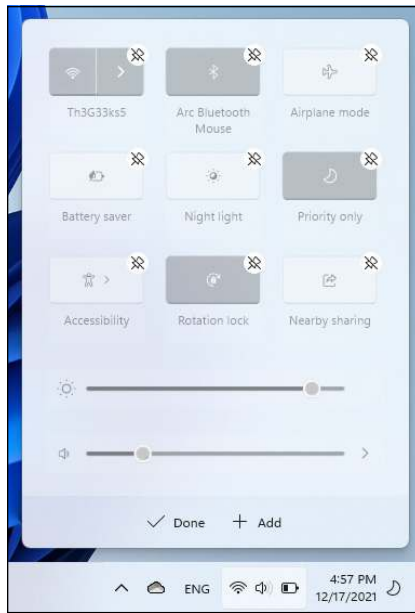 Th3G33ks5
Arc Bluetooth
Mouse
Airplane mode
Battery saver
Night light
Priority only
Accessibility
Rotation lock
Nearby sharing
Done
Add
ENG
4:57 PM
12/17/2021